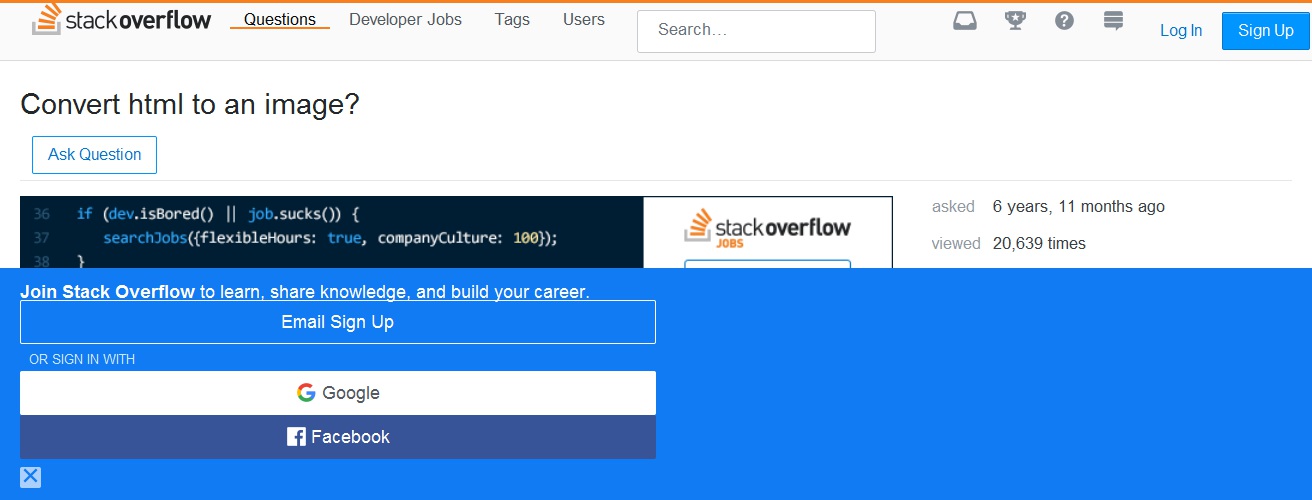 stackoverflow Questions Developer Jobs Tags Users Search... Log In Sign Up
Convert html to an image?
Ask Question
36 if (dev.isBored() || job.sucks()) {
37 searchJobs({flexibleHours: true, companyCulture: 100});
38 }
stackoverflow
JOBS
asked 6 years, 11 months ago
viewed 20,639 times
Join Stack Overflow to learn, share knowledge, and build your career.
Email Sign Up
OR SIGN IN WITH
Google
Facebook